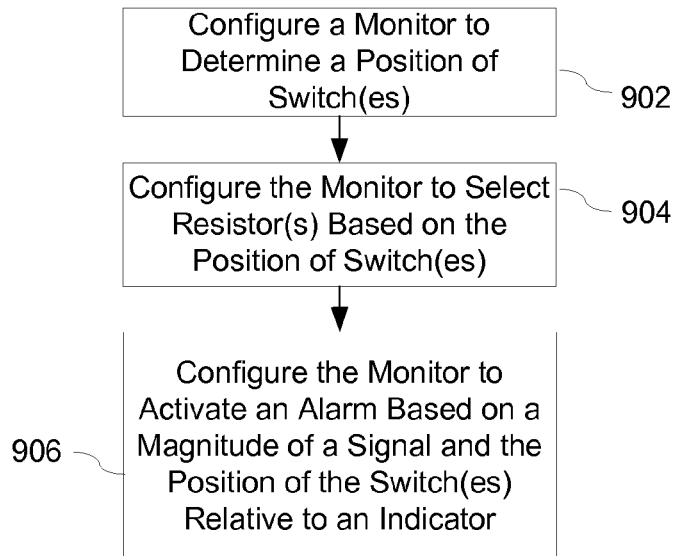 Configure a Monitor to
Determine a Position of
Switch(es)
902
Configure the Monitor to Select
Resistor(s) Based on the
Position of Switch(es)
904
Configure the Monitor to
Activate an Alarm Based on a
Magnitude of a Signal and the
Position of the Switch(es)
Relative to an Indicator
906